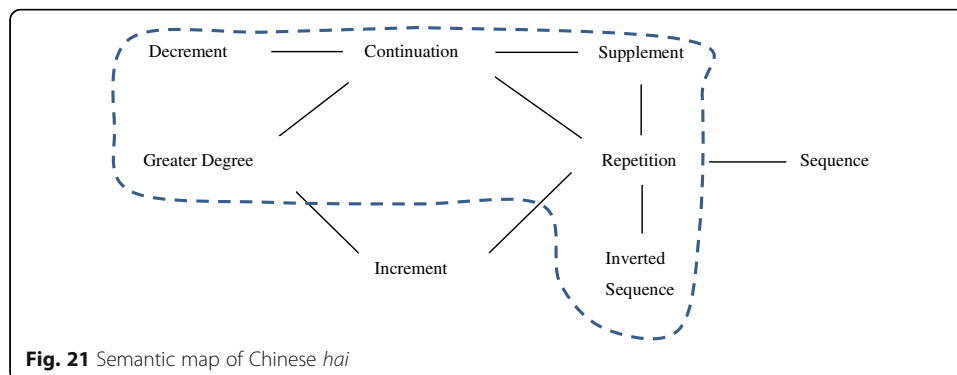 Decrement Continuation Supplement
Greater Degree Repetition Sequence
Increment
Inverted
Sequence
Fig. 21 Semantic map of Chinese hai